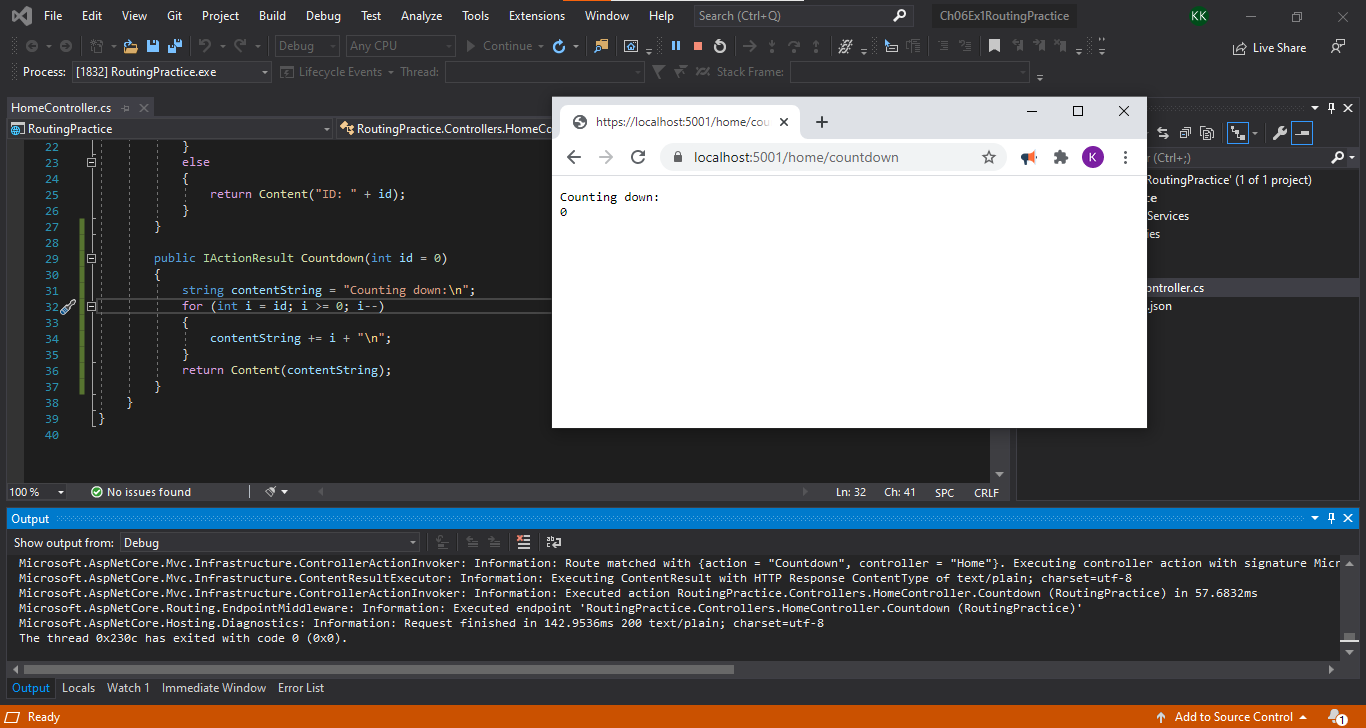 File Edit View Git Project Build Debug Test Analyze Tools Extensions Window Help Search (Ctrl+Q) Ch06Ex1RoutingPractice KK
Debug Any CPU Continue Live Share
Process: [1832] RoutingPractice.exe Lifecycle Events Thread: Stack Frame:
HomeController.cs
RoutingPractice RoutingPractice.Controllers.HomeCo
22 }
23 else
24 {
25 return Content("ID: " + id);
26 }
27 }
28
29 public IActionResult Countdown(int id = 0)
30 {
31 string contentString = "Counting down:\n";
32 for (int i = id; i >= 0; i--)
33 {
34 contentString += i + "\n";
35 }
36 return Content(contentString);
37 }
38 }
39 }
40
https://localhost:5001/home/cou
localhost:5001/home/countdown K
Counting down:
0
r (Ctrl+;)
RoutingPractice' (1 of 1 project)
ce
Services
ies
ontroller.cs
.json
100 % No issues found Ln: 32 Ch: 41 SPC CRLF
Output
Show output from: Debug
Microsoft.AspNetCore.Mvc.Infrastructure.ControllerActionInvoker: Information: Route matched with {action = "Countdown", controller = "Home"}. Executing controller action with signature Micr
Microsoft.AspNetCore.Mvc.Infrastructure.ContentResultExecutor: Information: Executing ContentResult with HTTP Response ContentType of text/plain; charset=utf-8
Microsoft.AspNetCore.Mvc.Infrastructure.ControllerActionInvoker: Information: Executed action RoutingPractice.Controllers.HomeController.Countdown (RoutingPractice) in 57.6832ms
Microsoft.AspNetCore.Routing.EndpointMiddleware: Information: Executed endpoint 'RoutingPractice.Controllers.HomeController.Countdown (RoutingPractice)'
Microsoft.AspNetCore.Hosting.Diagnostics: Information: Request finished in 142.9536ms 200 text/plain; charset=utf-8
The thread 0x230c has exited with code 0 (0x0).
Output Locals Watch 1 Immediate Window Error List
Ready Add to Source Control 1